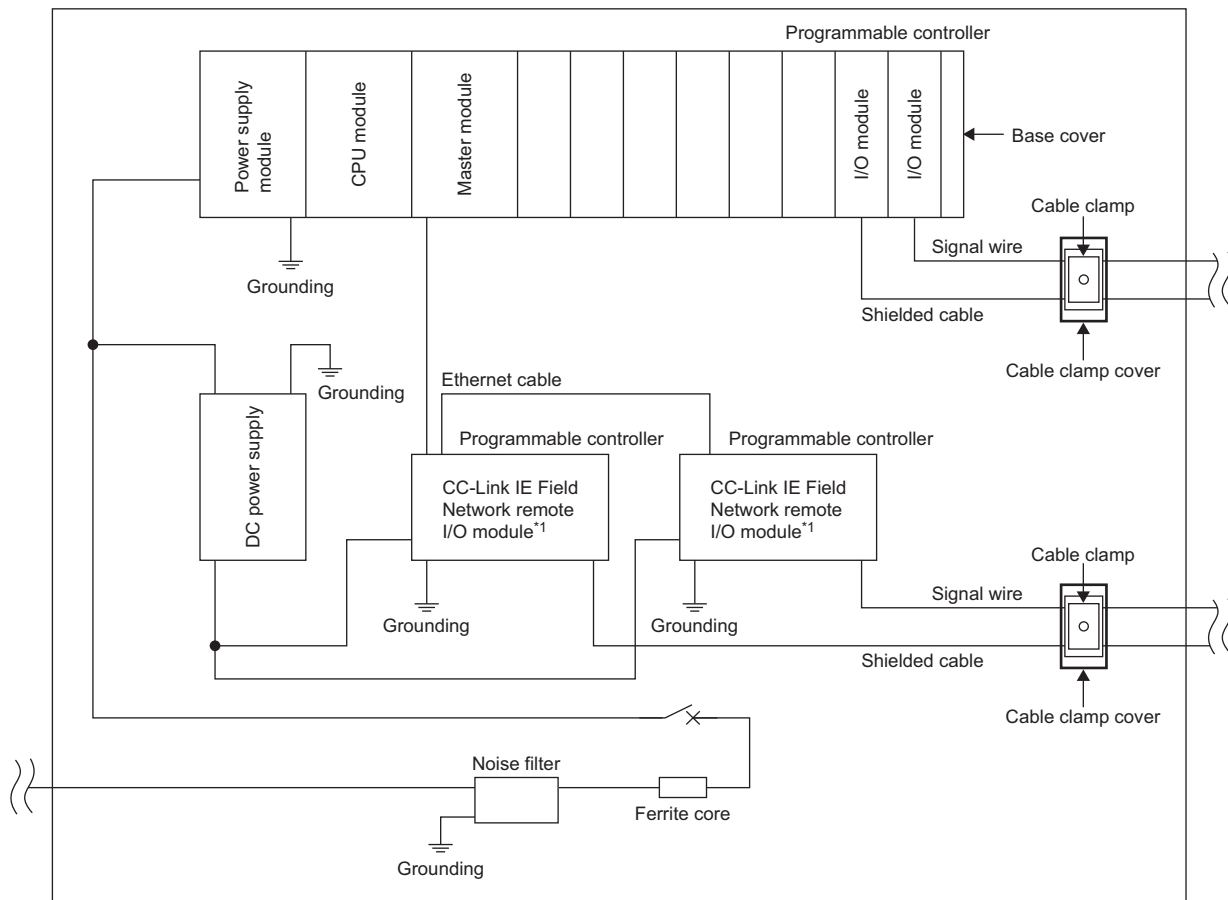 Programmable controller
Power supply
module
CPU module
Master module
I/O module
I/O module
Base cover
Cable clamp
Signal wire
Grounding
Shielded cable
Cable clamp cover
Grounding
DC power supply
Ethernet cable
Programmable controller
Programmable controller
CC-Link IE Field
Network remote
I/O module*1
CC-Link IE Field
Network remote
I/O module*1
Cable clamp
Signal wire
Grounding
Grounding
Shielded cable
Cable clamp cover
Noise filter
Ferrite core
Grounding